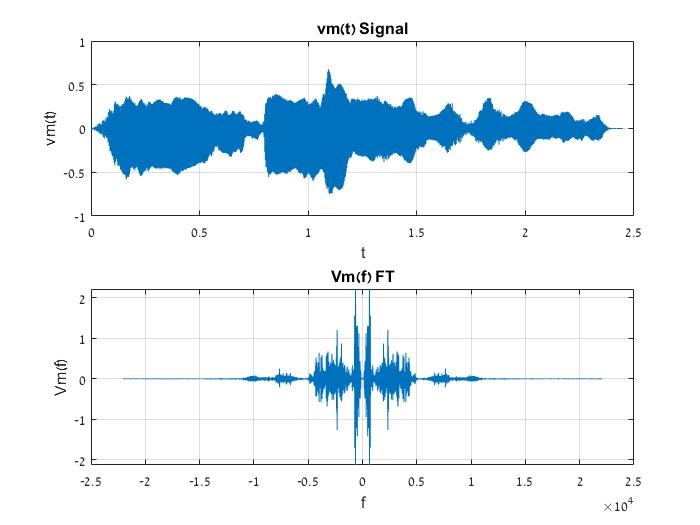 vm(t) Signal
1
0.5
0
-0.5
-1
vm(t)
0 0.5 1 1.5 2 2.5
t
Vm(f) FT
2
1
0
-1
-2
Vm(f)
-2.5 -2 -1.5 -1 -0.5 0 0.5 1 1.5 2 2.5
f
×10⁴